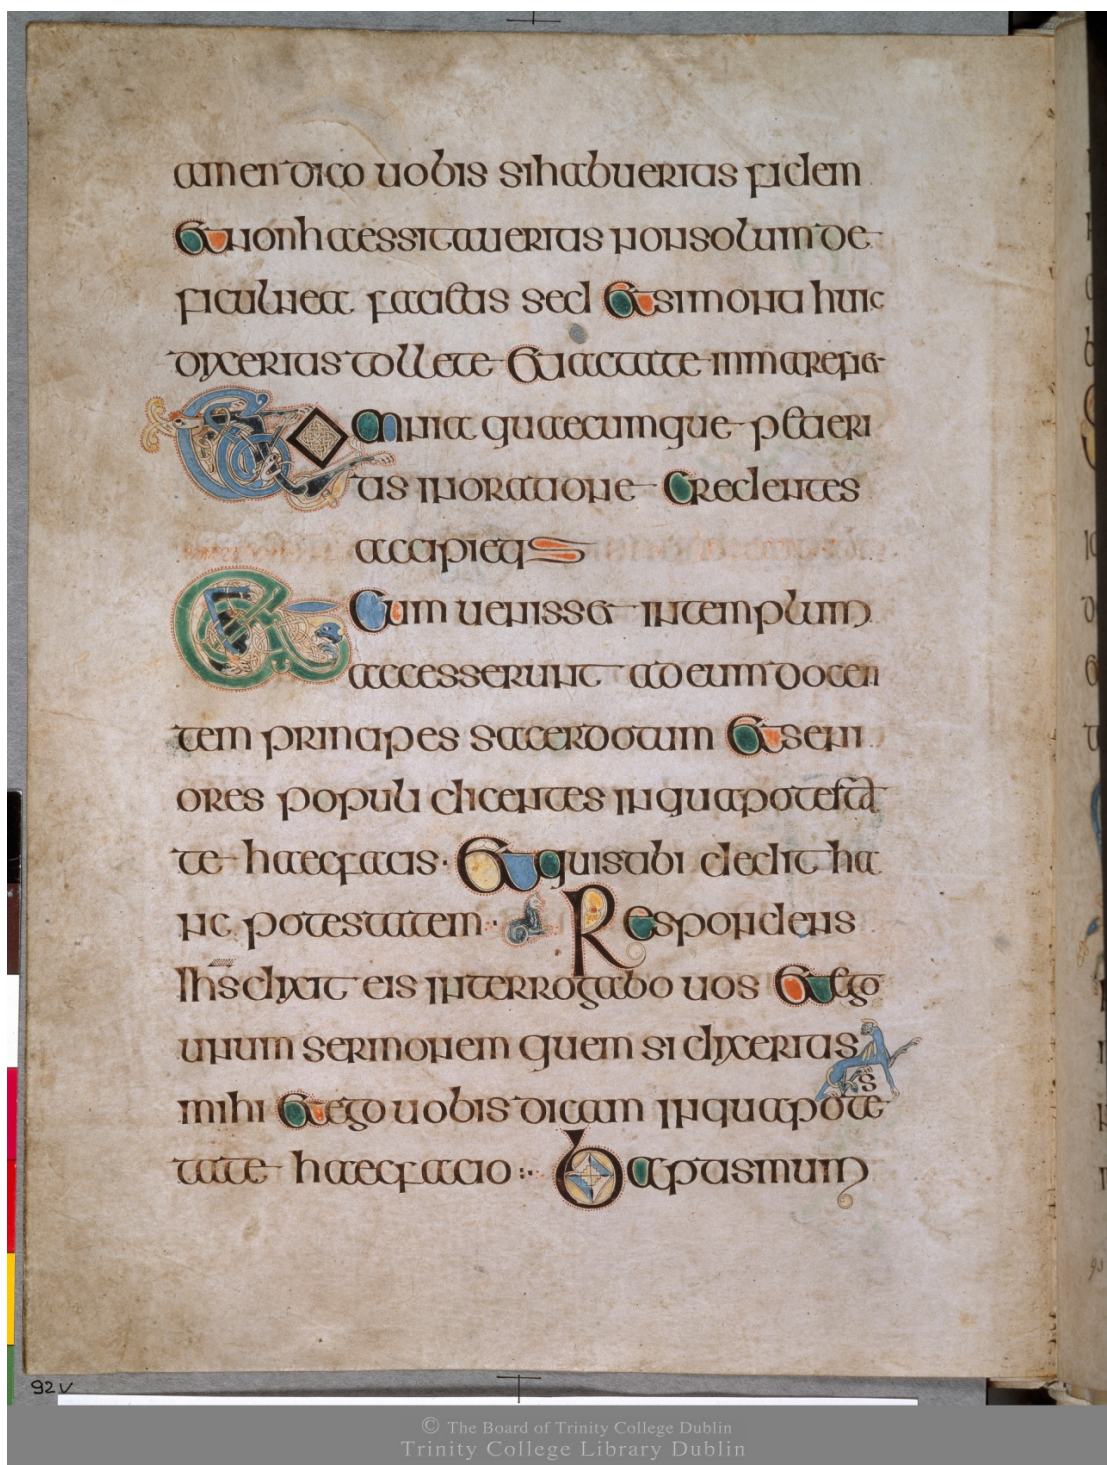 amen dico uobis si habueritis fidem
Et non haessitaueritis non solum de
ficulnea facietis sed Et si monti huic
dixeritis tollete Et iactate in mare fiet
Et omnia quaecumque petieri
tis in oratione Credentes
accipietis
Et Cum uenisset in templum
accesserunt ad eum docen
tem principes sacerdotum Et seni
ores populi dicentes in qua potesta
te haec facis · Et quis tibi dedit ha
nc potestatem · Respondens
ihs dixit eis interrogabo uos Et ego
unum sermonem quem si dixeritis
mihi Et ego uobis dicam in qua potes
tate haec facio : · Baptismum
92v
© The Board of Trinity College Dublin
Trinity College Library Dublin